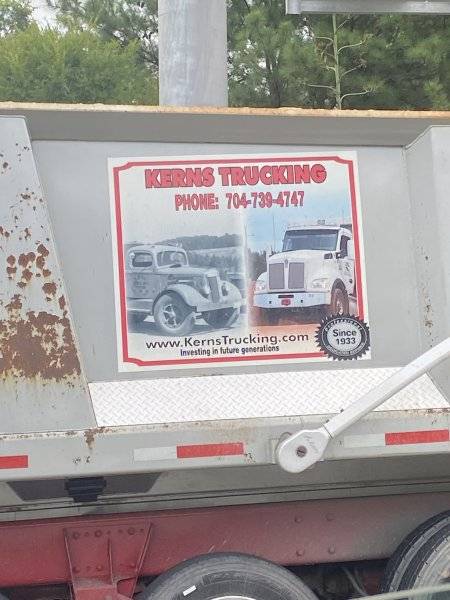 KERNS TRUCKING
PHONE: 704-739-4747
Since
1933
www.KernsTrucking.com
Investing in future generations